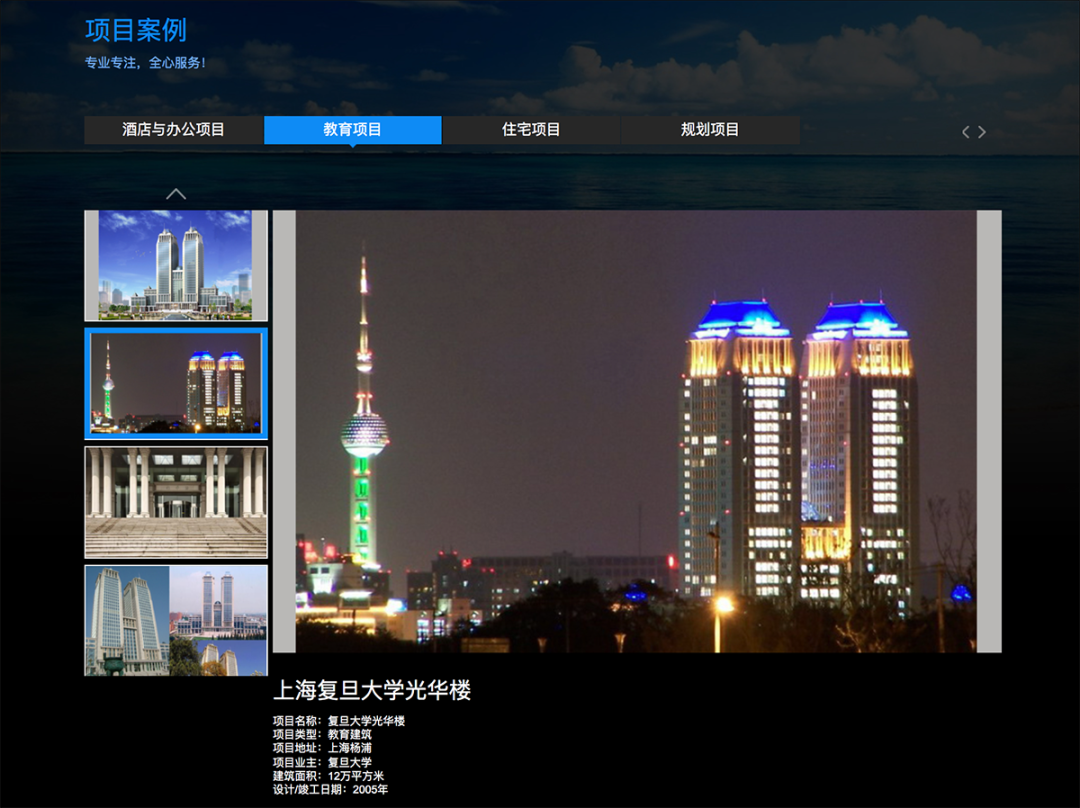 项目案例
专业专注，全心服务！
酒店与办公项目
教育项目
住宅项目
规划项目
上海复旦大学光华楼
项目名称：复旦大学光华楼
项目类型：教育建筑
项目地址：上海杨浦
项目业主：复旦大学
建筑面积：12万平方米
设计/竣工日期：2005年